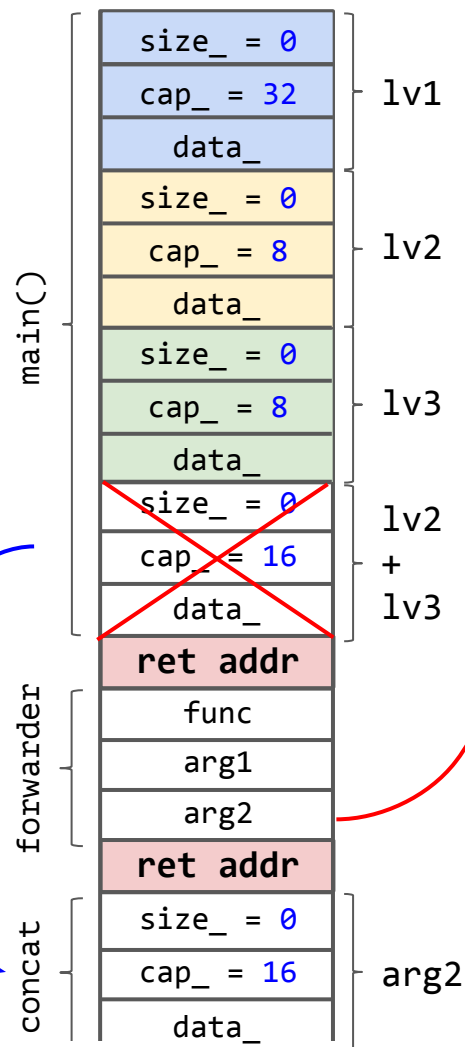 size_ = 0
cap_ = 32
data_
lv1
size_ = 0
cap_ = 8
data_
lv2
size_ = 0
cap_ = 8
data_
lv3
size_ = 0
cap_ = 16
data_
lv2
+
lv3
main()
ret addr
func
arg1
arg2
forwarder
ret addr
size_ = 0
cap_ = 16
data_
concat
arg2